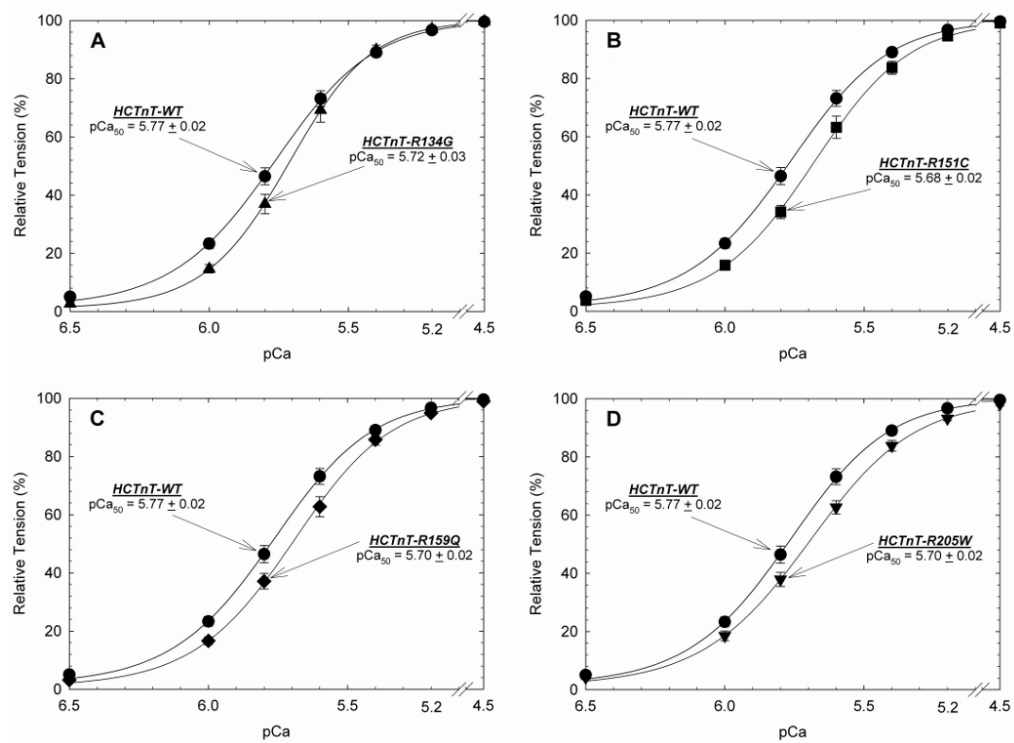 A
100
80
60
40
20
0
Relative Tension (%)
HCTnT-WT
pCa50 = 5.77 ± 0.02
HCTnT-R134G
pCa50 = 5.72 ± 0.03
6.5 6.0 5.5 5.2 4.5
pCa
B
100
80
60
40
20
0
Relative Tension (%)
HCTnT-WT
pCa50 = 5.77 ± 0.02
HCTnT-R151C
pCa50 = 5.68 ± 0.02
6.5 6.0 5.5 5.2 4.5
pCa
C
100
80
60
40
20
0
Relative Tension (%)
HCTnT-WT
pCa50 = 5.77 ± 0.02
HCTnT-R159Q
pCa50 = 5.70 ± 0.02
6.5 6.0 5.5 5.2 4.5
pCa
D
100
80
60
40
20
0
Relative Tension (%)
HCTnT-WT
pCa50 = 5.77 ± 0.02
HCTnT-R205W
pCa50 = 5.70 ± 0.02
6.5 6.0 5.5 5.2 4.5
pCa